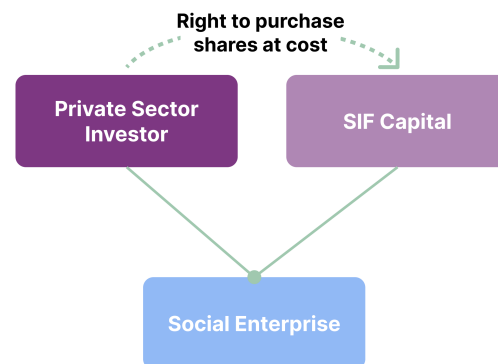 Right to purchase
shares at cost
Private Sector
Investor
SIF Capital
Social Enterprise